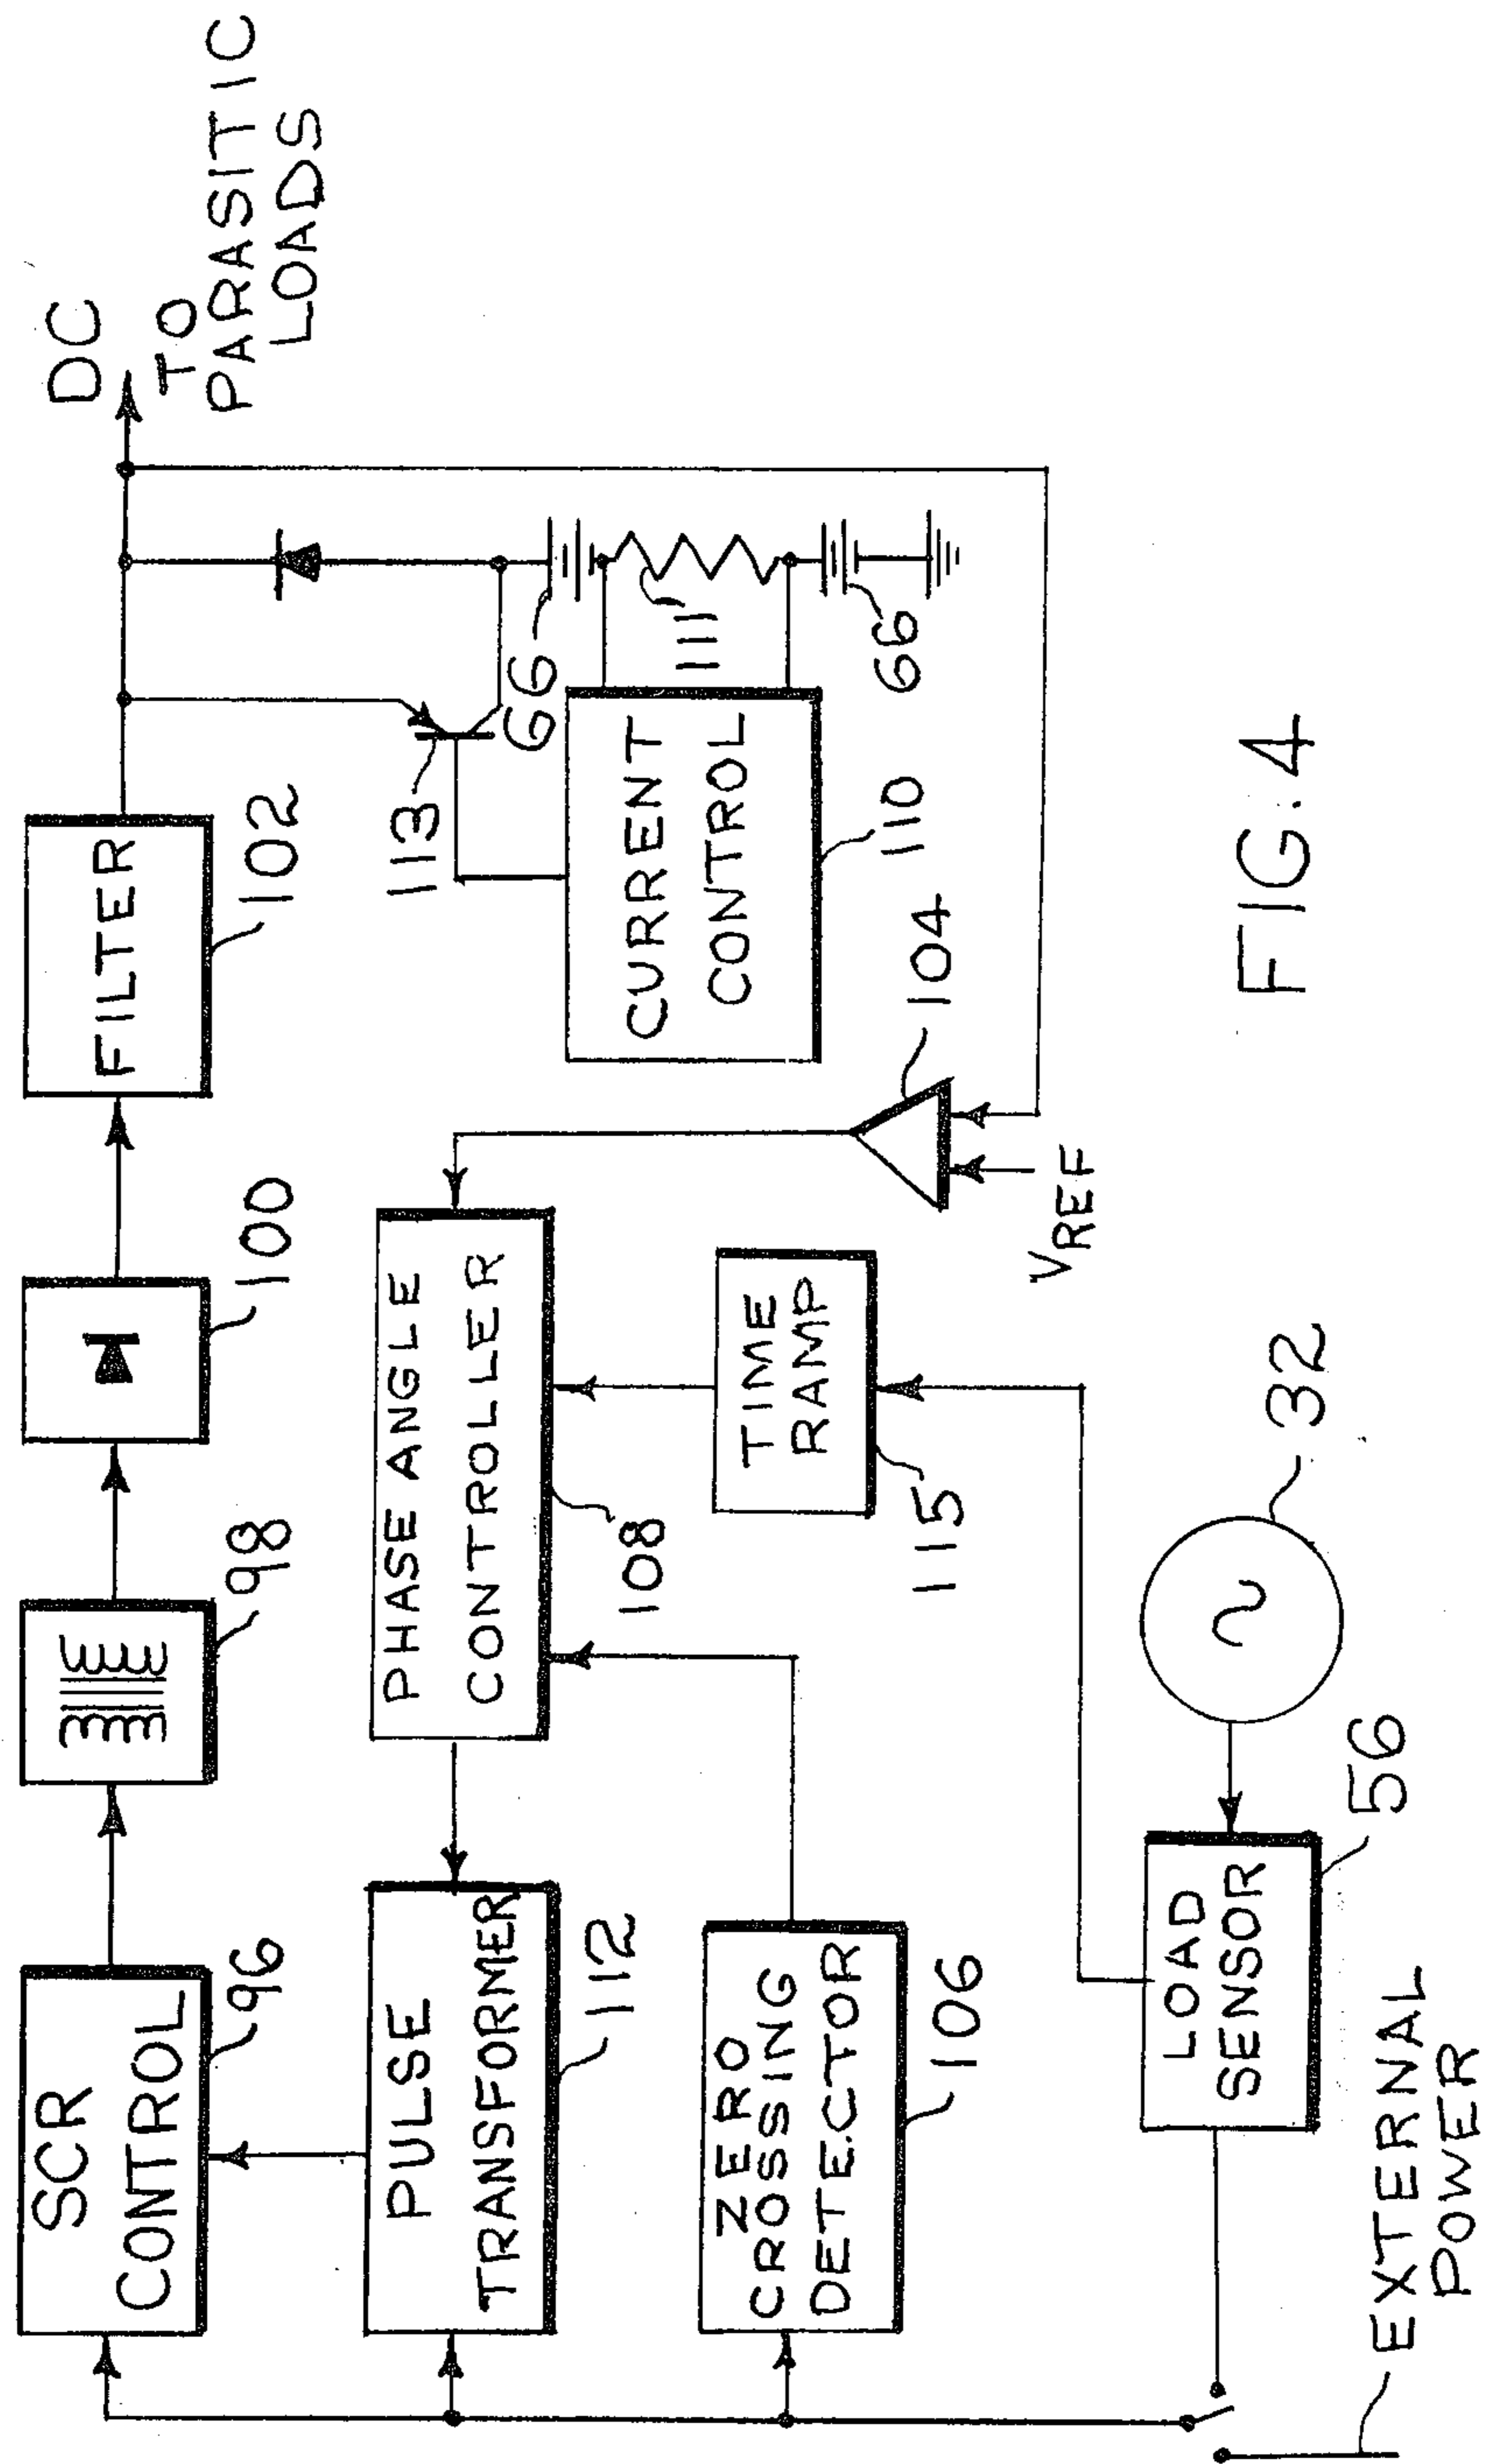 SCR
CONTROL
96
98
100
FILTER
102
DC
TO
PARASITIC
LOADS
PULSE
TRANSFORMER
112
PHASE ANGLE
CONTROLLER
108
113
66
CURRENT
CONTROL
110
111
66
ZERO
CROSSING
DETECTOR
106
TIME
RAMP
115
104
VREF
LOAD
SENSOR
56
32
EXTERNAL
POWER
FIG. 4